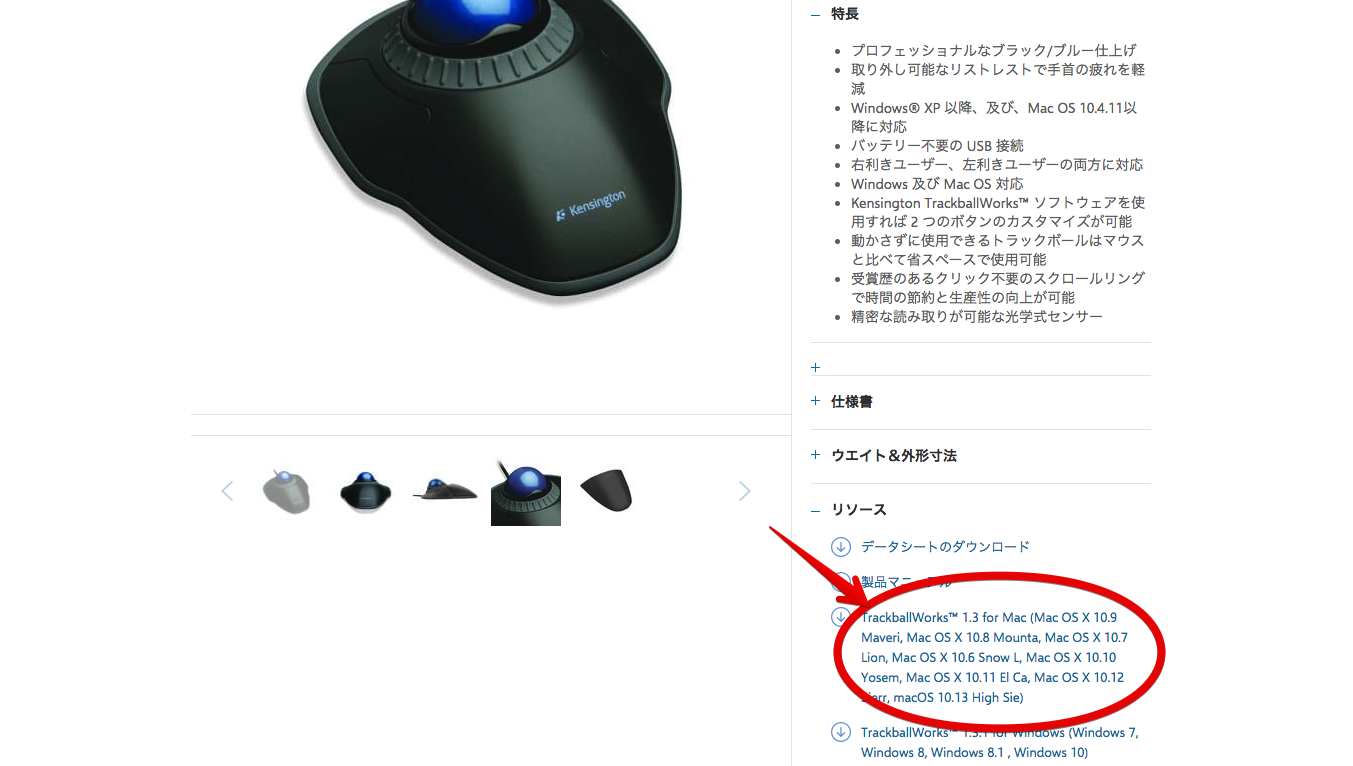 Kensington
特長
プロフェッショナルなブラック/ブルー仕上げ
取り外し可能なリストレストで手首の疲れを軽
減
Windows® XP 以降、及び、Mac OS 10.4.11以
降に対応
バッテリー不要の USB 接続
右利きユーザー、左利きユーザーの両方に対応
Windows 及び Mac OS 対応
Kensington TrackballWorks™ ソフトウェアを使
用すれば 2 つのボタンのカスタマイズが可能
動かさずに使用できるトラックボールはマウス
と比べて省スペースで使用可能
受賞歴のあるクリック不要のスクロールリング
で時間の節約と生産性の向上が可能
精密な読み取りが可能な光学式センサー
仕様書
ウエイト＆外形寸法
リソース
データシートのダウンロード
製品マニュアル
TrackballWorks™ 1.3 for Mac (Mac OS X 10.9
Maveri, Mac OS X 10.8 Mounta, Mac OS X 10.7
Lion, Mac OS X 10.6 Snow L, Mac OS X 10.10
Yosem, Mac OS X 10.11 El Ca, Mac OS X 10.12
Sierr, macOS 10.13 High Sie)
TrackballWorks™ 1.3.1 for Windows (Windows 7,
Windows 8, Windows 8.1 , Windows 10)